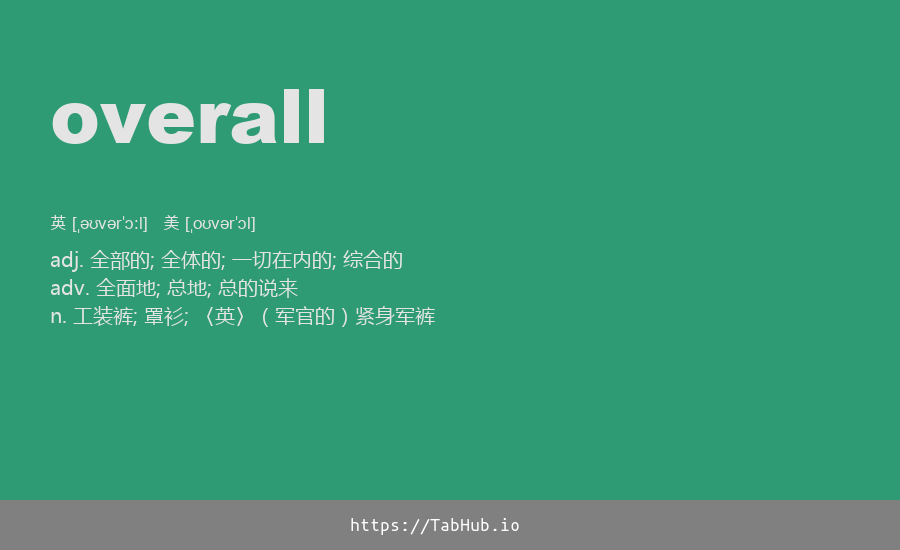 overall
英 [ˌəʊvərˈɔːl] 美 [ˌoʊvərˈɔl]
adj. 全部的; 全体的; 一切在内的; 综合的
adv. 全面地; 总地; 总的说来
n. 工装裤; 罩衫; 〈英〉 ( 军官的 ) 紧身军裤
https://TabHub.io